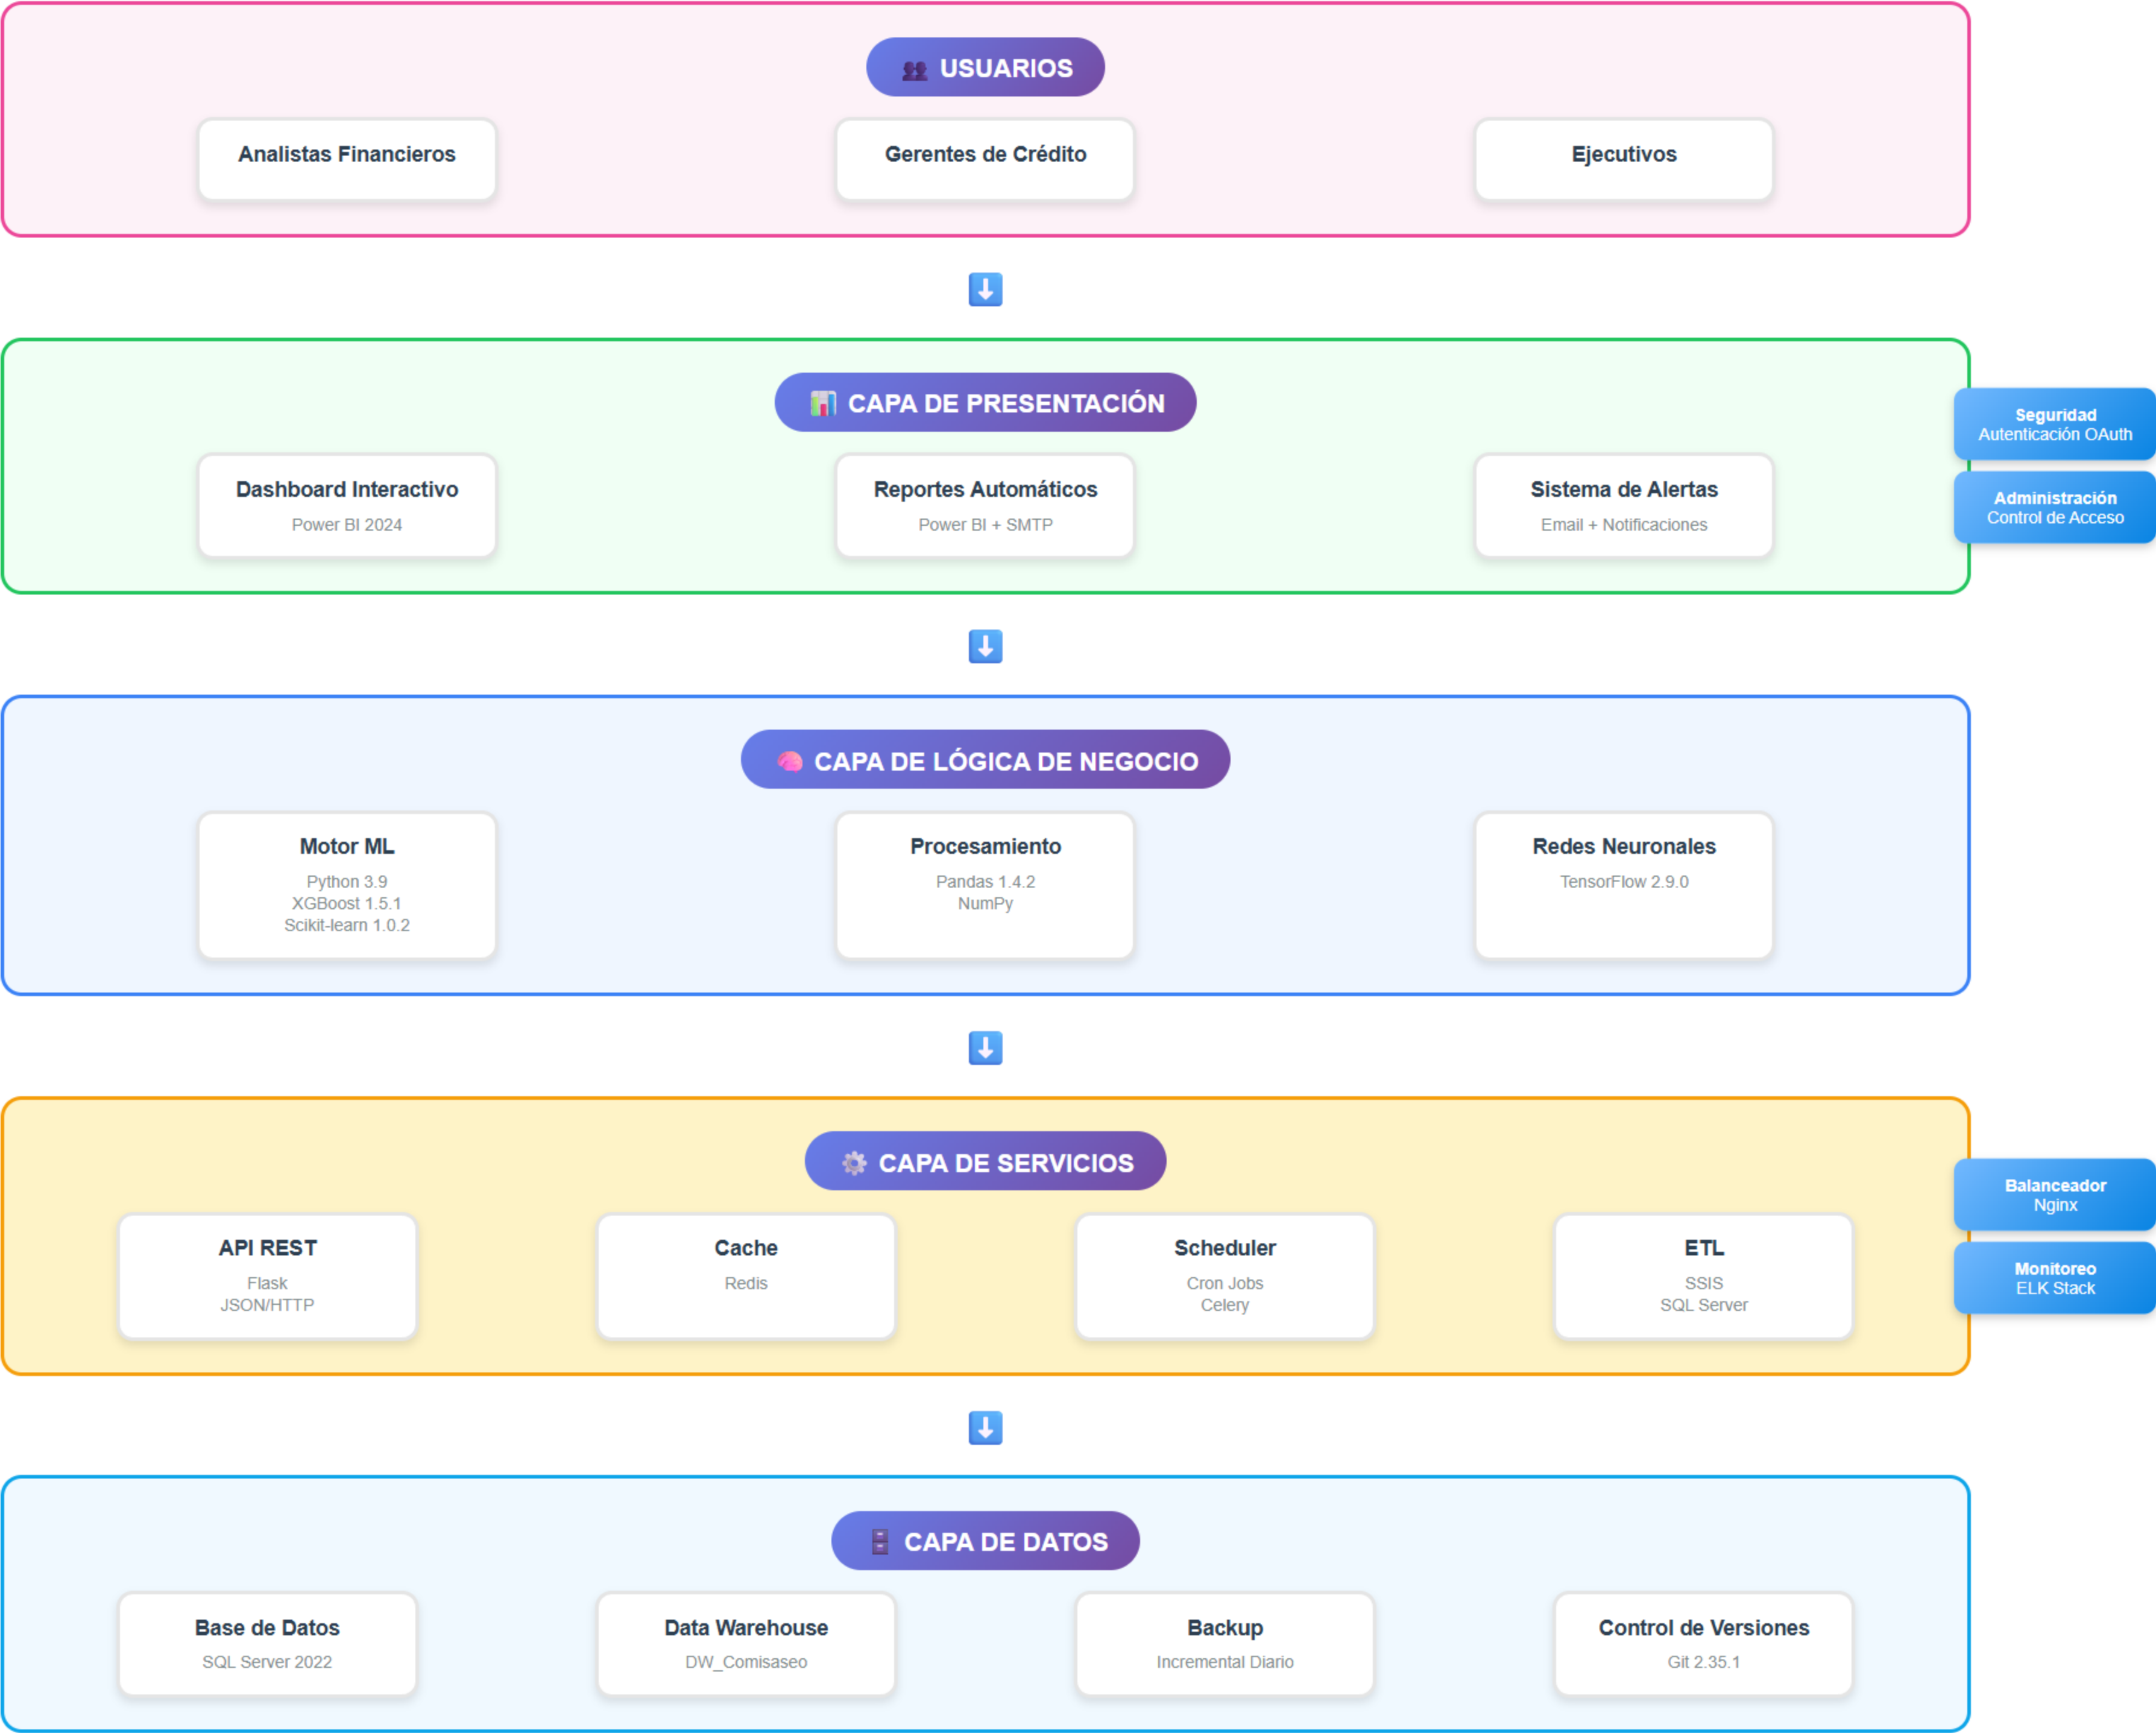 USUARIOS
Analistas Financieros
Gerentes de Crédito
Ejecutivos
CAPA DE PRESENTACIÓN
Dashboard Interactivo
Power BI 2024
Reportes Automáticos
Power BI + SMTP
Sistema de Alertas
Email + Notificaciones
Seguridad
Autenticación OAuth
Administración
Control de Acceso
CAPA DE LÓGICA DE NEGOCIO
Motor ML
Python 3.9
XGBoost 1.5.1
Scikit-learn 1.0.2
Procesamiento
Pandas 1.4.2
NumPy
Redes Neuronales
TensorFlow 2.9.0
CAPA DE SERVICIOS
API REST
Flask
JSON/HTTP
Cache
Redis
Scheduler
Cron Jobs
Celery
ETL
SSIS
SQL Server
Balanceador
Nginx
Monitoreo
ELK Stack
CAPA DE DATOS
Base de Datos
SQL Server 2022
Data Warehouse
DW_Comisaseo
Backup
Incremental Diario
Control de Versiones
Git 2.35.1